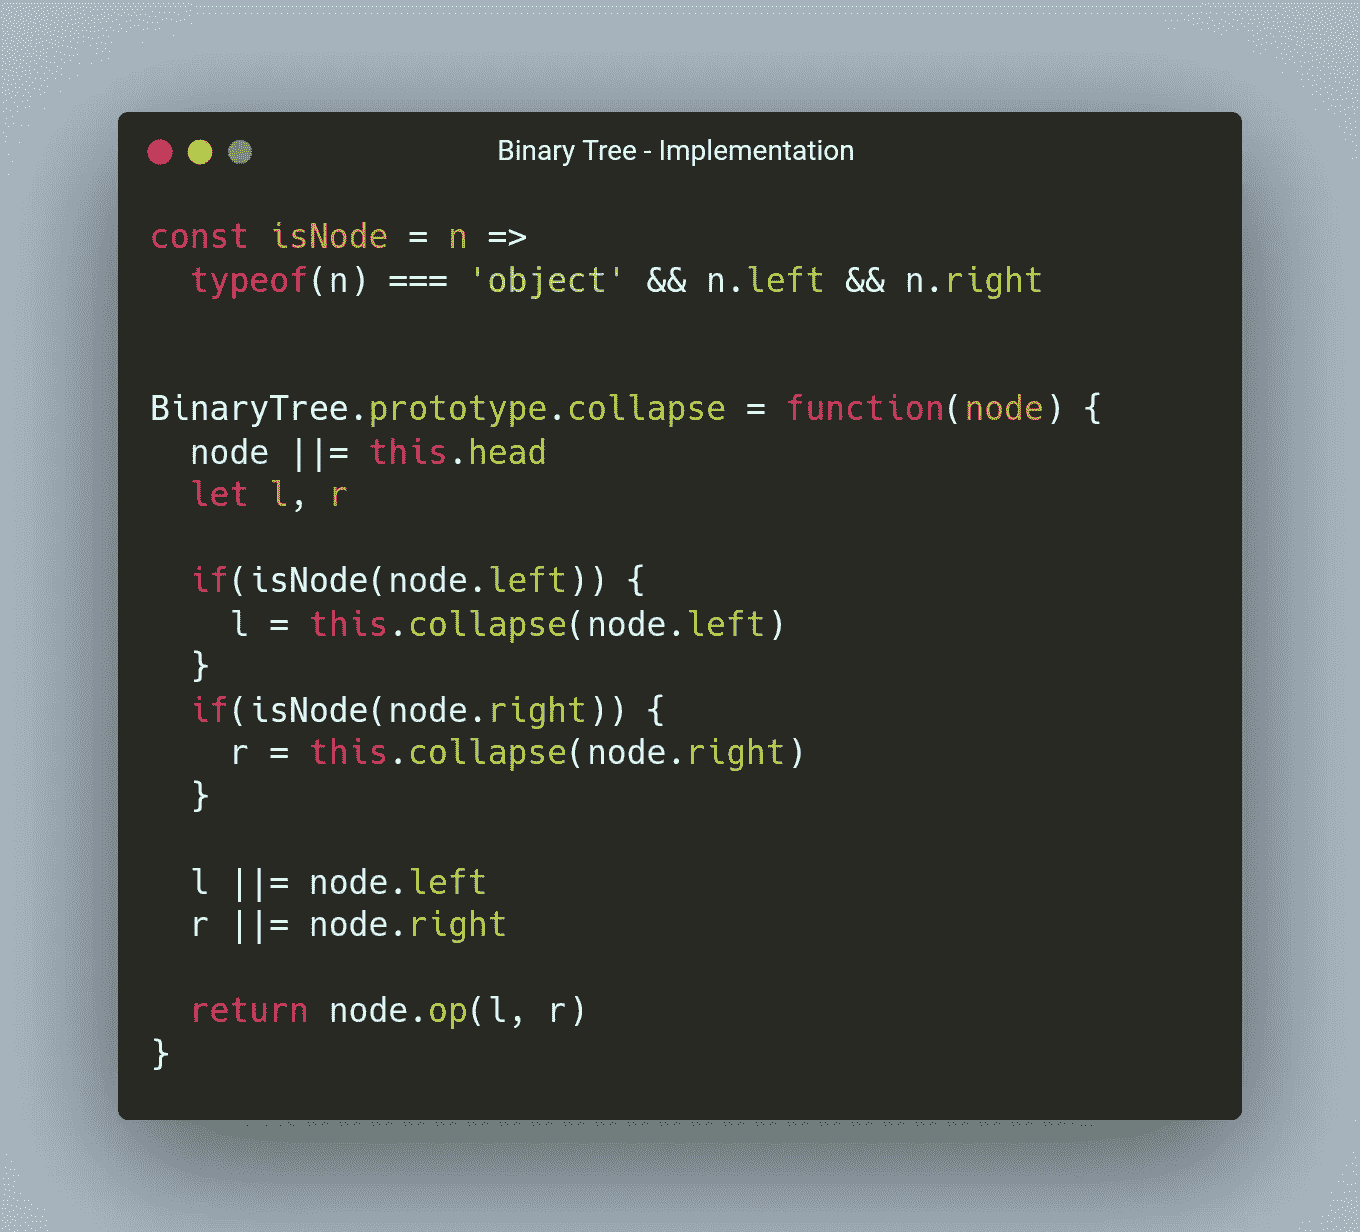 Binary Tree - Implementation
const isNode = n =>
  typeof(n) === 'object' && n.left && n.right
BinaryTree.prototype.collapse = function(node) {
  node ||= this.head
  let l, r
  if(isNode(node.left)) {
    l = this.collapse(node.left)
  }
  if(isNode(node.right)) {
    r = this.collapse(node.right)
  }
  l ||= node.left
  r ||= node.right
  return node.op(l, r)
}